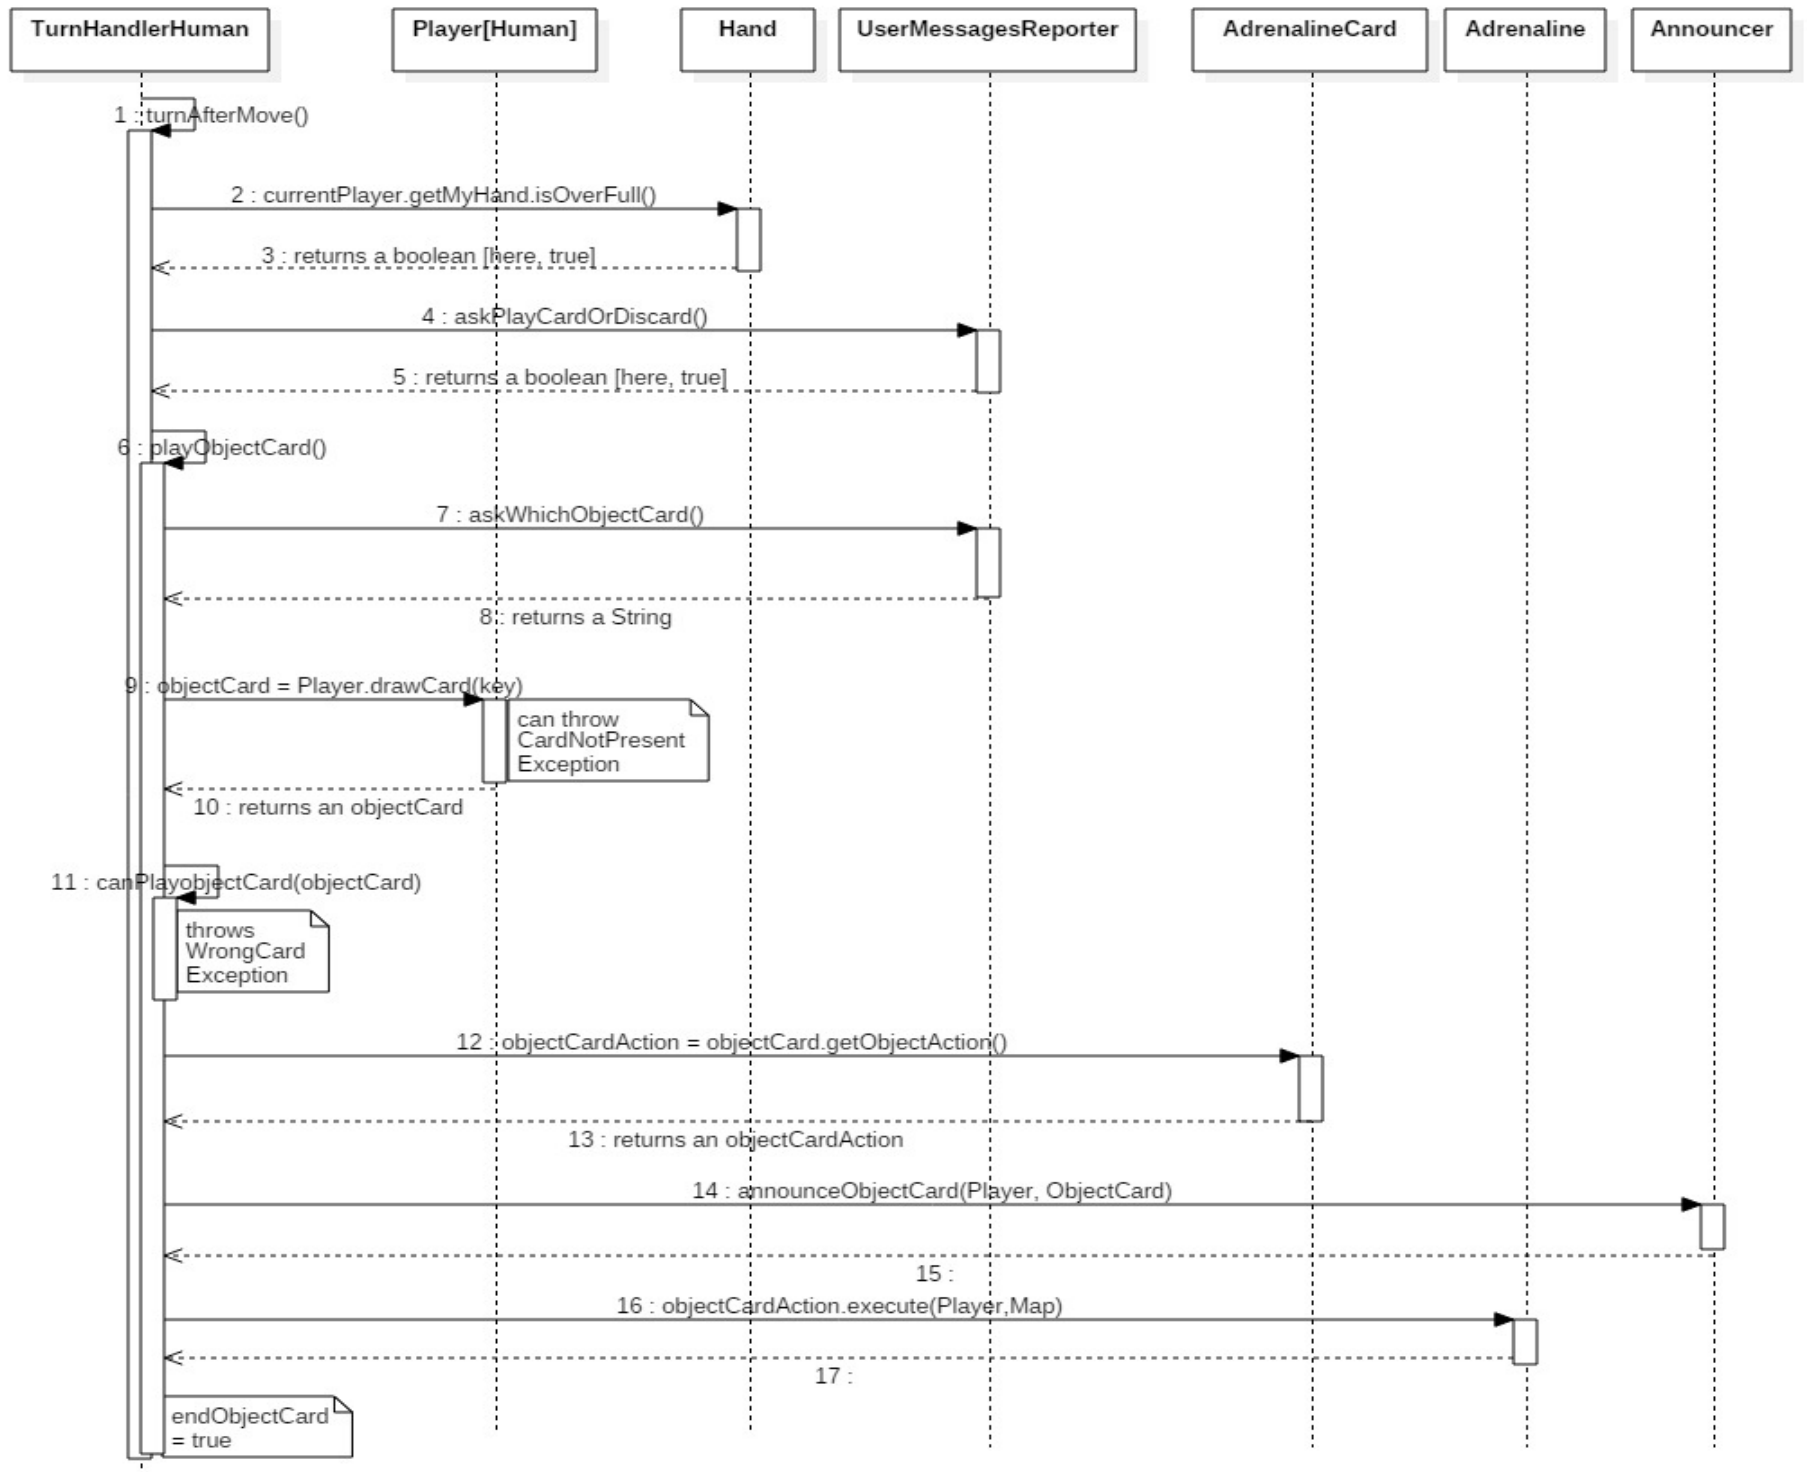 TurnHandlerHuman
Player[Human]
Hand
UserMessagesReporter
AdrenalineCard
Adrenaline
Announcer
1 : turnAfterMove()
2 : currentPlayer.getMyHand.isOverFull()
3 : returns a boolean [here, true]
4 : askPlayCardOrDiscard()
5 : returns a boolean [here, true]
6 : playObjectCard()
7 : askWhichObjectCard()
8 : returns a String
9 : objectCard = Player.drawCard(key)
can throw
CardNotPresent
Exception
10 : returns an objectCard
11 : canPlayobjectCard(objectCard)
throws
WrongCard
Exception
12 : objectCardAction = objectCard.getObjectAction()
13 : returns an objectCardAction
14 : announceObjectCard(Player, ObjectCard)
15 :
16 : objectCardAction.execute(Player,Map)
17 :
endObjectCard
= true